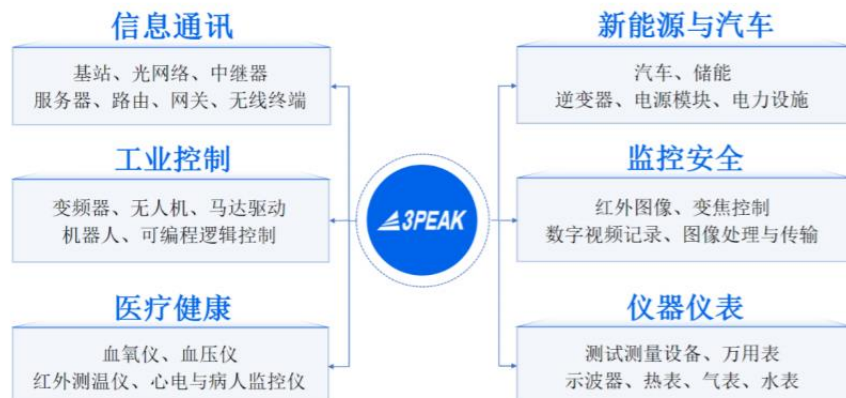 信息通讯
基站、光网络、中继器
服务器、路由、网关、无线终端
工业控制
变频器、无人机、马达驱动
机器人、可编程逻辑控制
医疗健康
血氧仪、血压仪
红外测温仪、心电与病人监控仪
3PEAK
新能源与汽车
汽车、储能
逆变器、电源模块、电力设施
监控安全
红外图像、变焦控制
数字视频记录、图像处理与传输
仪器仪表
测试测量设备、万用表
示波器、热表、气表、水表